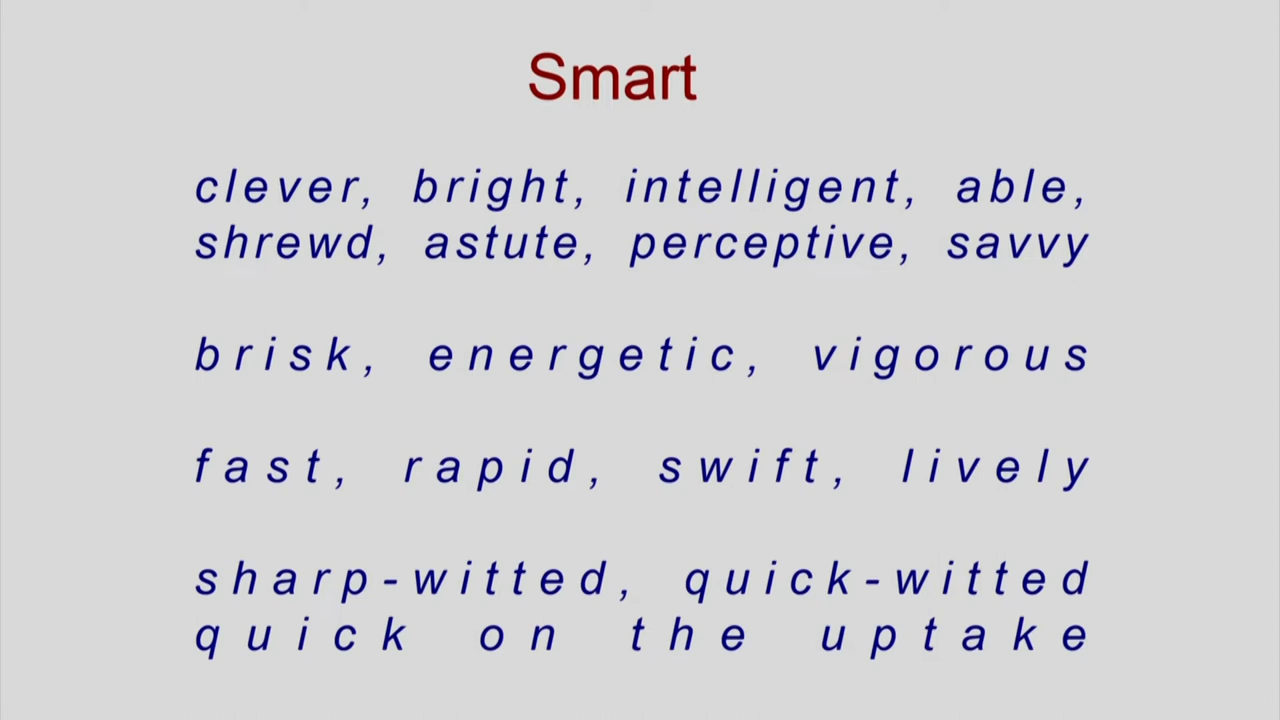 Smart
clever, bright, intelligent, able,
shrewd, astute, perceptive, savvy
brisk, energetic, vigorous
fast, rapid, swift, lively
sharp-witted, quick-witted
quick on the uptake